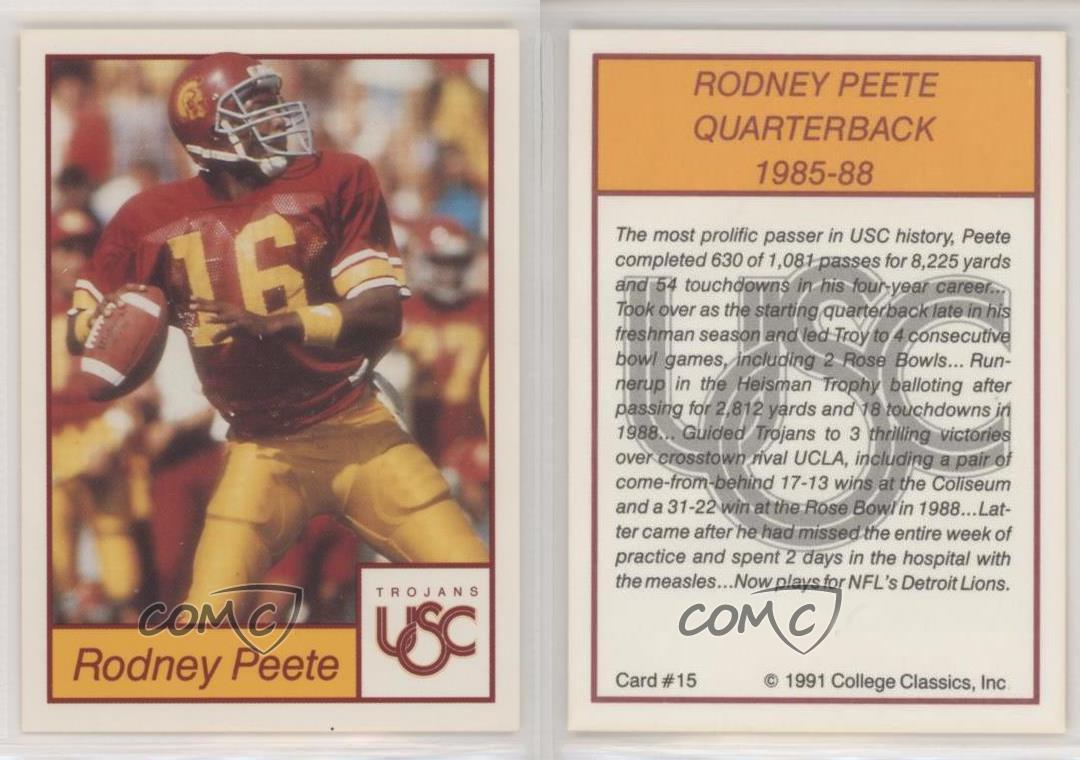 16
TROJANS
USC
COMC
Rodney Peete
RODNEY PEETE
QUARTERBACK
1985-88
USC
The most prolific passer in USC history, Peete
completed 630 of 1,081 passes for 8,225 yards
and 54 touchdowns in his four-year career...
Took over as the starting quarterback late in his
freshman season and led Troy to 4 consecutive
bowl games, including 2 Rose Bowls... Run-
nerup in the Heisman Trophy balloting after
passing for 2,812 yards and 18 touchdowns in
1988... Guided Trojans to 3 thrilling victories
over crosstown rival UCLA, including a pair of
come-from-behind 17-13 wins at the Coliseum
and a 31-22 win at the Rose Bowl in 1988...Lat-
ter came after he had missed the entire week of
practice and spent 2 days in the hospital with
the measles...Now plays for NFL's Detroit Lions.
COMC
Card #15 © 1991 College Classics, Inc.